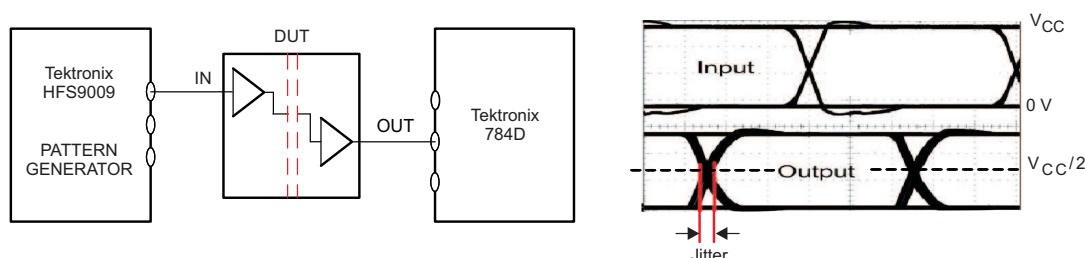 Tektronix
HFS9009
PATTERN
GENERATOR
IN
DUT
OUT
Tektronix
784D
Input
VCC
0 V
Output
VCC/2
Jitter